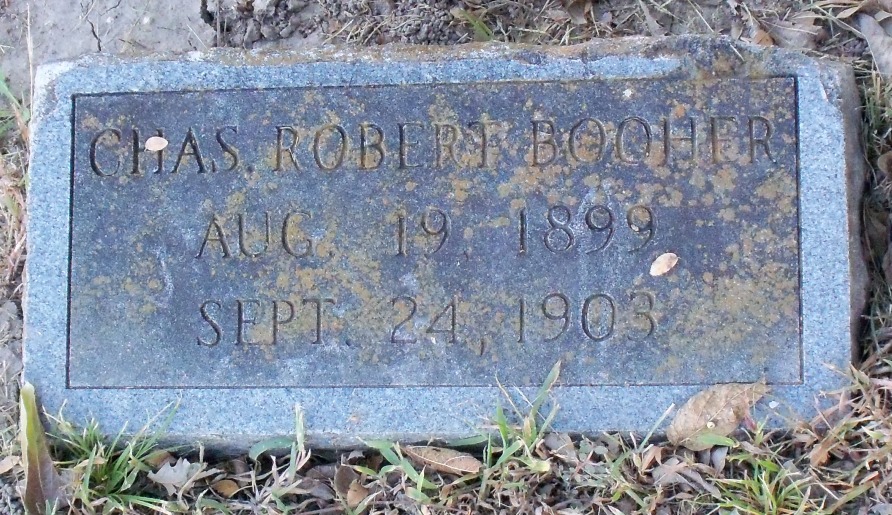 CHAS. ROBERT BOOHER
AUG. 19, 1899
SEPT. 24, 1903